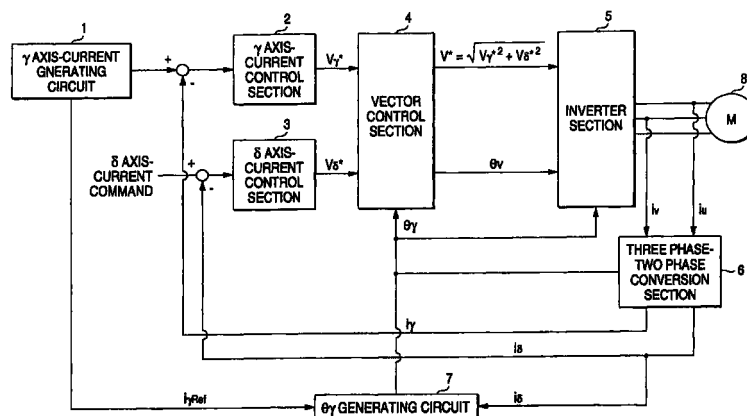 1
γ AXIS-CURRENT
GNERATING
CIRCUIT
+
-
2
γ AXIS-
CURRENT
CONTROL
SECTION
Vγ*
4
VECTOR
CONTROL
SECTION
V* = √Vγ*² + Vδ*²
5
INVERTER
SECTION
8
M
δ AXIS-
CURRENT
COMMAND
+
-
3
δ AXIS-
CURRENT
CONTROL
SECTION
Vδ*
θv
iv
iu
θγ
THREE PHASE-
TWO PHASE
CONVERSION
SECTION
6
iγ
iδ
7
iγRef
θγ GENERATING CIRCUIT
iδ